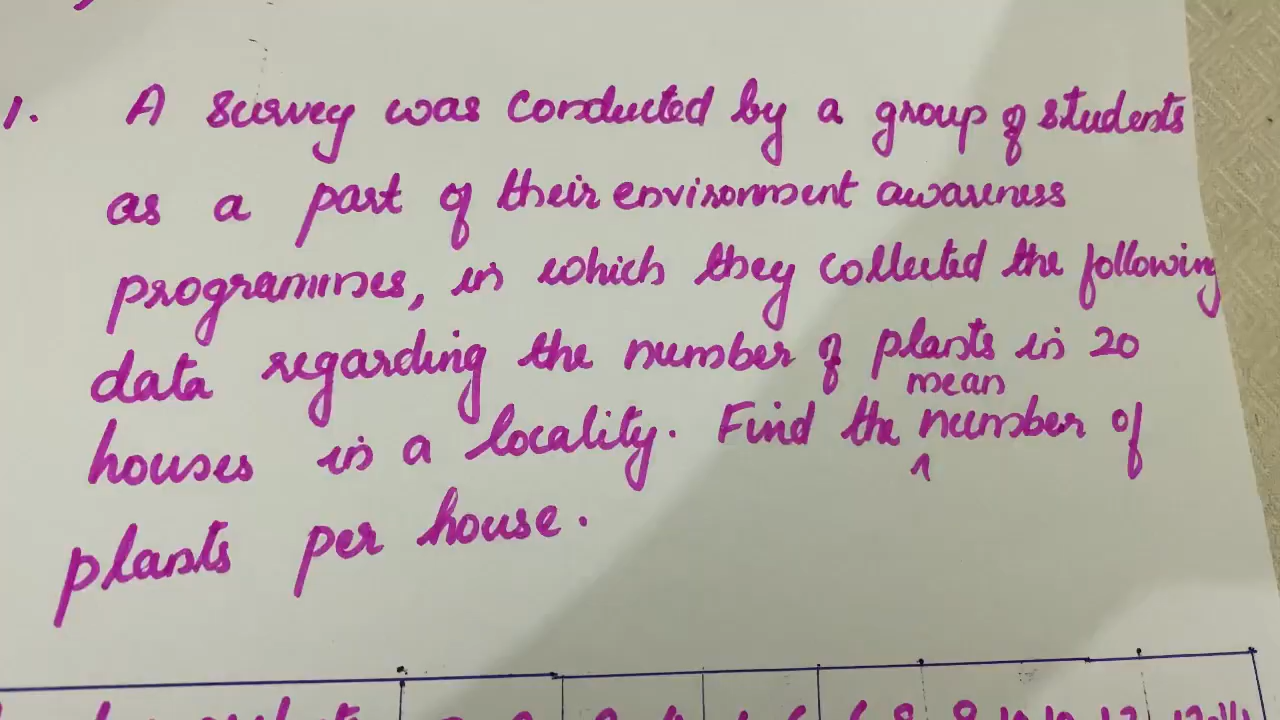 1. A survey was conducted by a group of students
as a part of their environment awareness
programmes, in which they collected the following
data regarding the number of plants in 20
mean
houses in a locality. Find the ^ number of
plants per house.